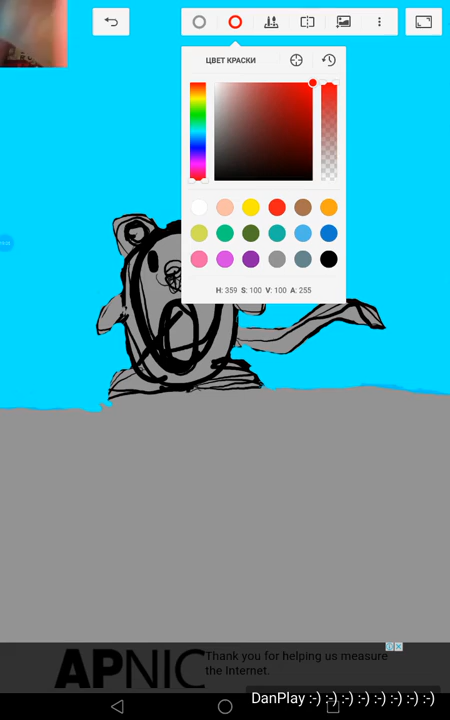 ЦВЕТ КРАСКИ
H: 359 S: 100 V: 100 A: 255
APNIC
Thank you for helping us measure
the Internet.
DanPlay :-) :-) :-) :-) :-) :-) :-) :-)